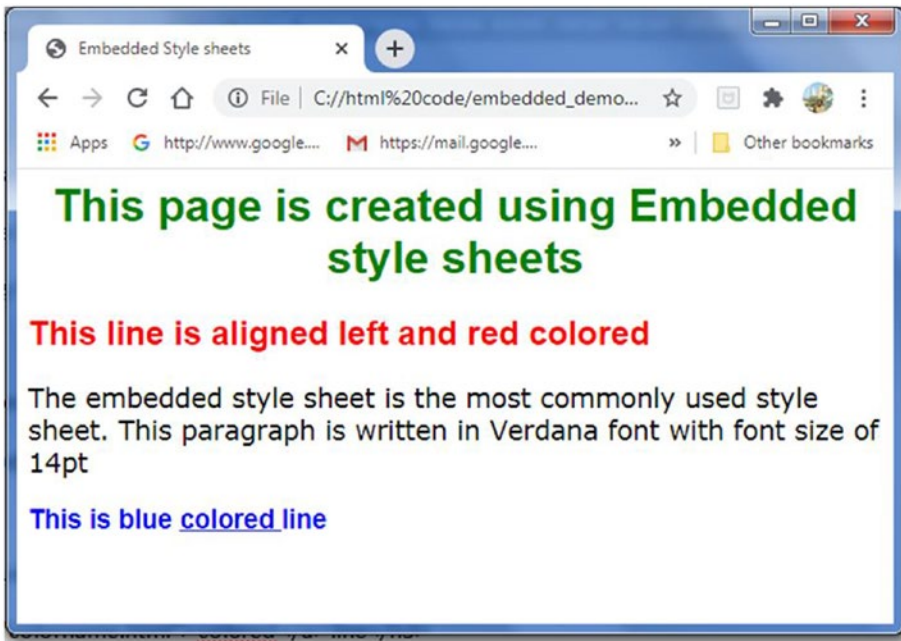 Embedded Style sheets
File | C://html%20code/embedded_demo...
Apps http://www.google.... https://mail.google.... » Other bookmarks
This page is created using Embedded
style sheets
This line is aligned left and red colored
The embedded style sheet is the most commonly used style
sheet. This paragraph is written in Verdana font with font size of
14pt
This is blue colored line